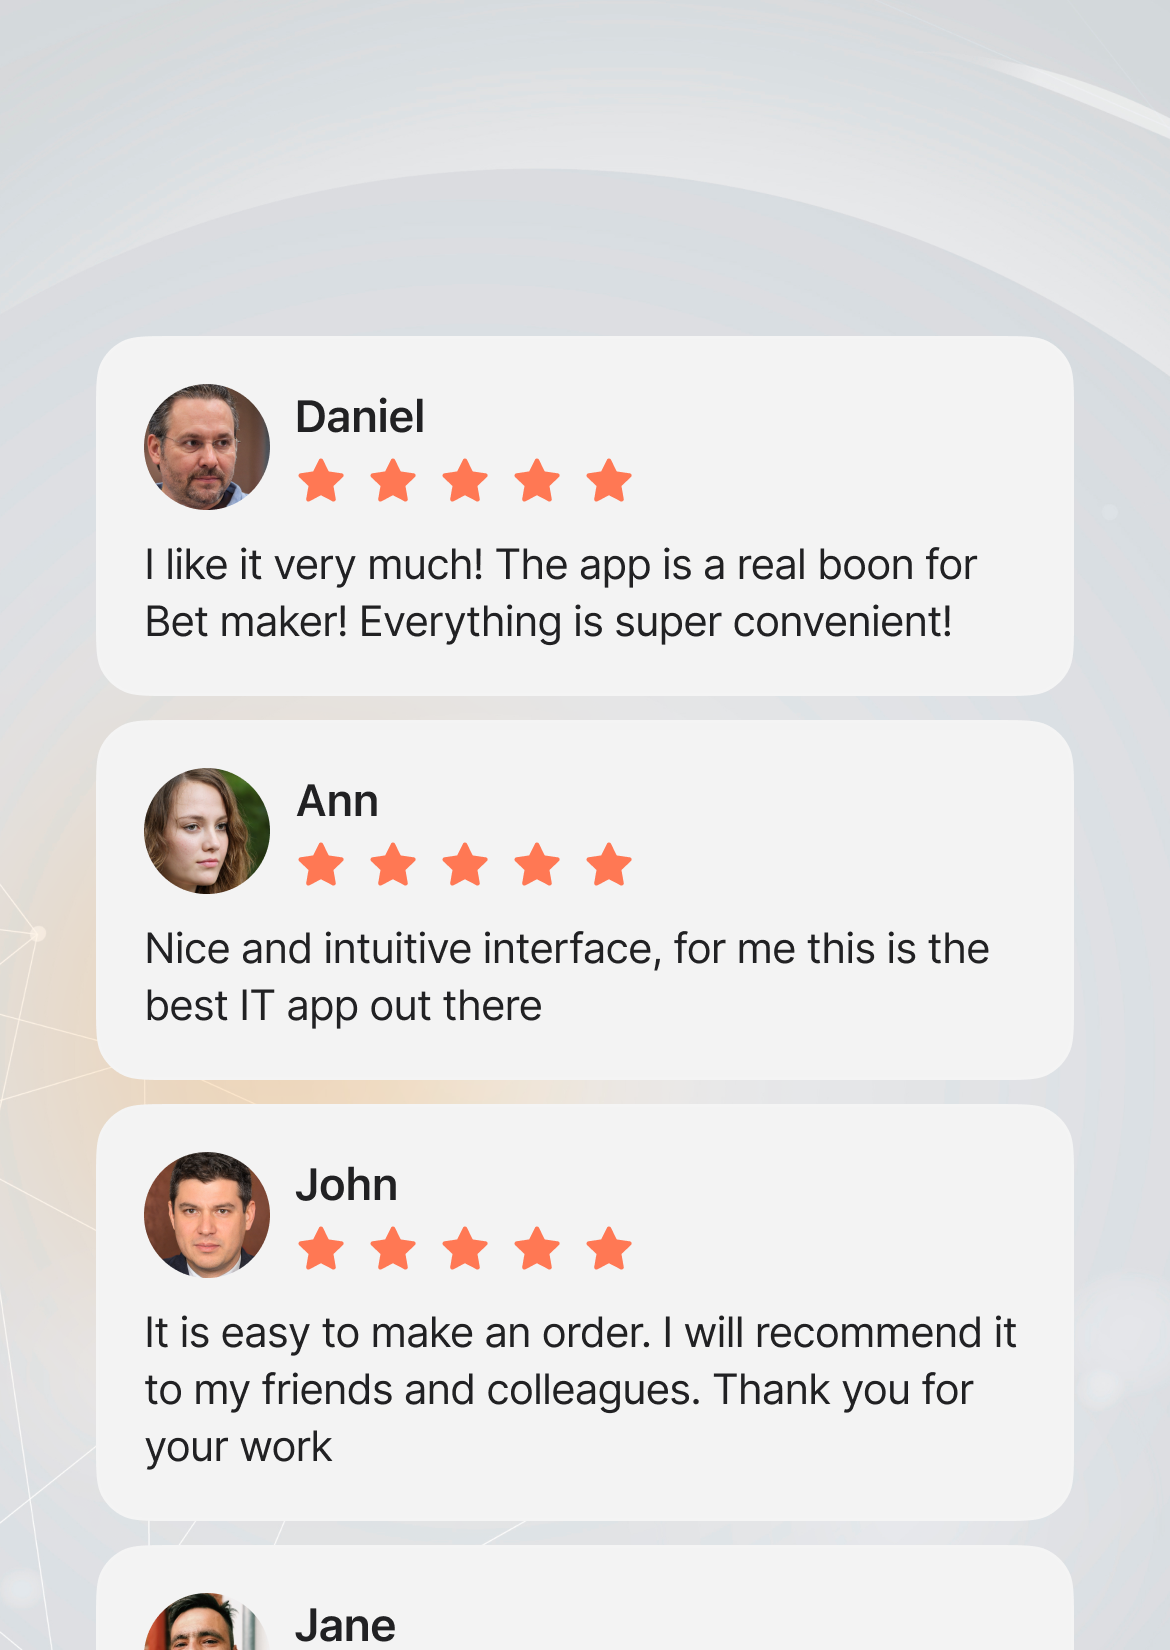 Daniel
I like it very much! The app is a real boon for
Bet maker! Everything is super convenient!
Ann
Nice and intuitive interface, for me this is the
best IT app out there
John
It is easy to make an order. I will recommend it
to my friends and colleagues. Thank you for
your work
Jane